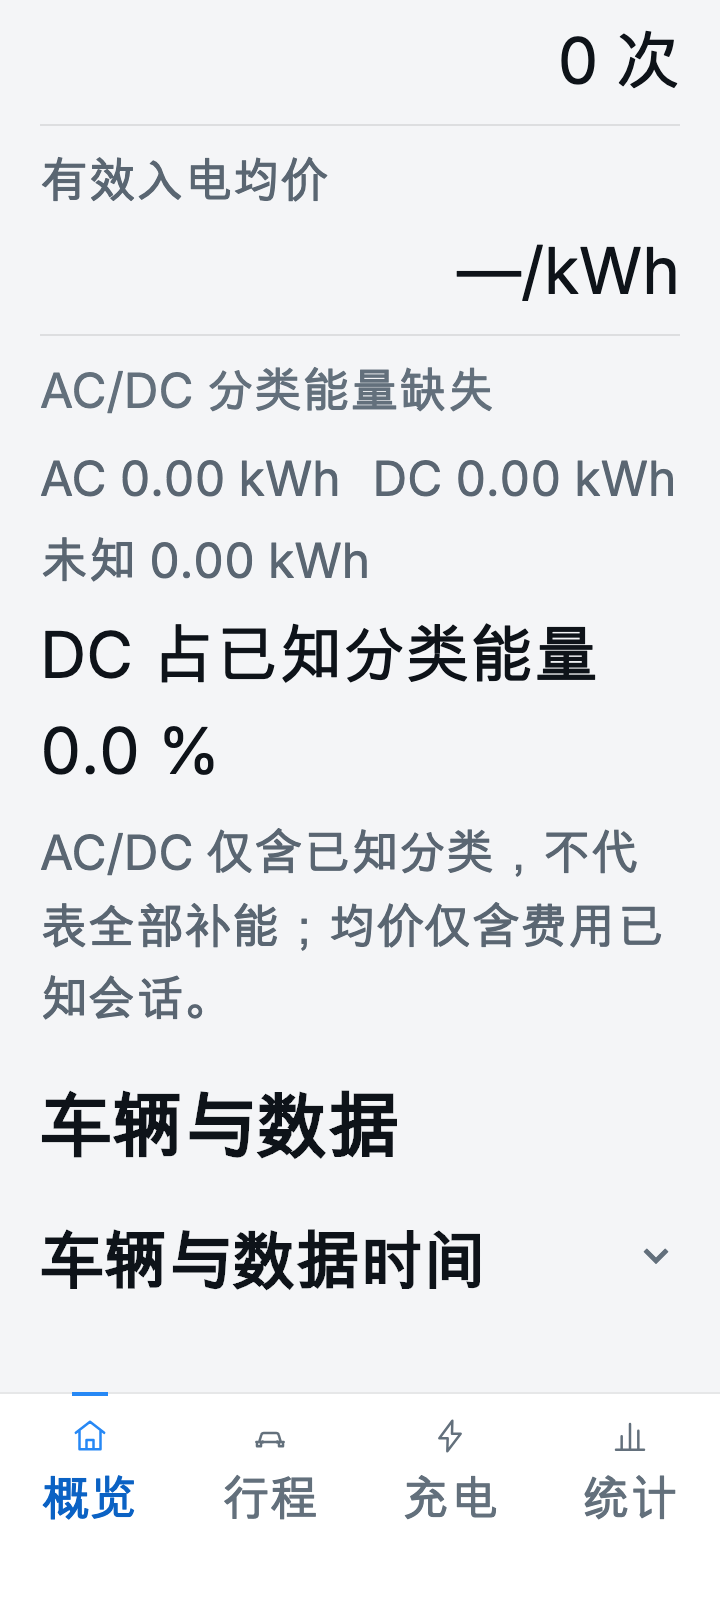 0 次
有效入电均价
—/kWh
AC/DC 分类能量缺失
AC 0.00 kWh DC 0.00 kWh
未知 0.00 kWh
DC 占已知分类能量
0.0 %
AC/DC 仅含已知分类，不代
表全部补能；均价仅含费用已
知会话。
车辆与数据
车辆与数据时间
概览 行程 充电 统计